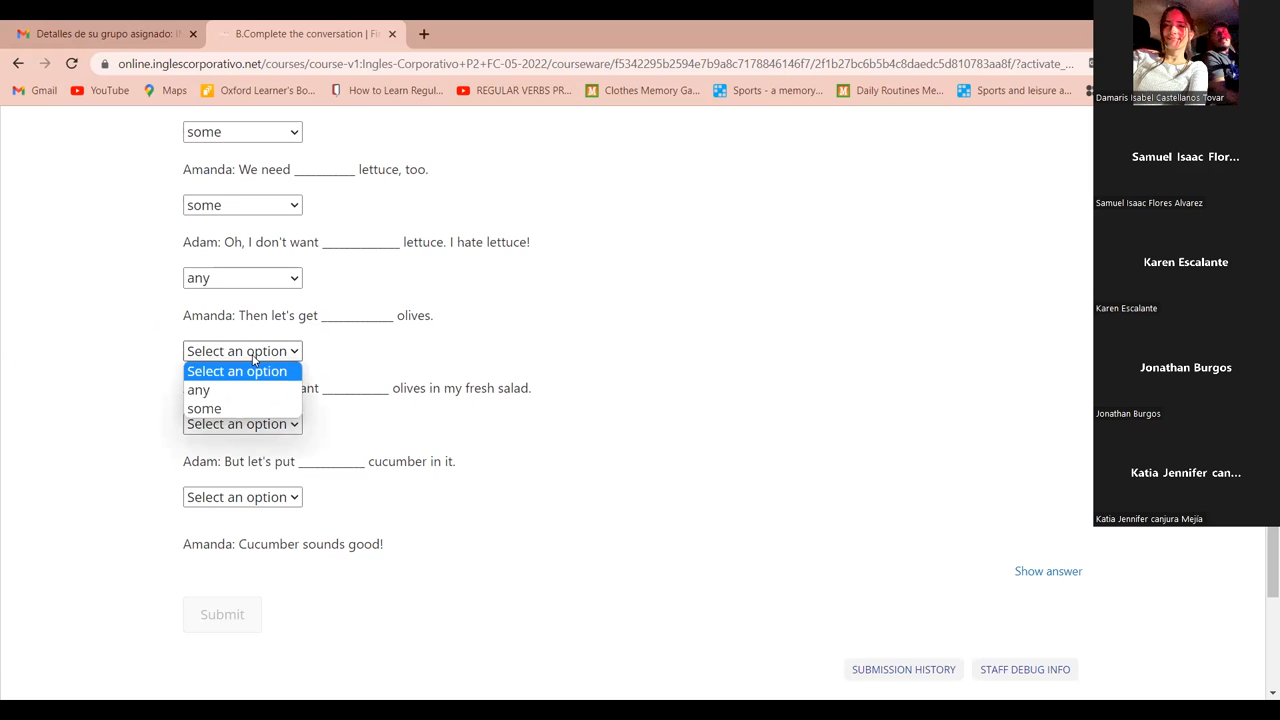 Detalles de su grupo asignado: IN
B.Complete the conversation | Fi
online.inglescorporativo.net/courses/course-v1:Ingles-Corporativo+P2+FC-05-2022/courseware/f5342295b2594e7b9a8c7178846146f7/2f1b27bc6b5b4c8daedc5d810783aa8f/?activate_...
Gmail YouTube Maps Oxford Learner's Bo... How to Learn Regul... REGULAR VERBS PR... Clothes Memory Ga... Sports - a memory... Daily Routines Me... Sports and leisure a...
some
Amanda: We need _________ lettuce, too.
some
Adam: Oh, I don't want ____________ lettuce. I hate lettuce!
any
Amanda: Then let's get ___________ olives.
Select an option
Select an option
any
some
ant __________ olives in my fresh salad.
Select an option
Adam: But let's put __________ cucumber in it.
Select an option
Amanda: Cucumber sounds good!
Show answer
Submit
SUBMISSION HISTORY STAFF DEBUG INFO
Damaris Isabel Castellanos Tovar
Samuel Isaac Flor...
Samuel Isaac Flores Alvarez
Karen Escalante
Karen Escalante
Jonathan Burgos
Jonathan Burgos
Katia Jennifer can...
Katia Jennifer canjura Mejía